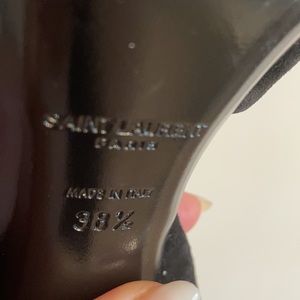 SAINT LAURENT
PARIS
MADE IN ITALY
38½